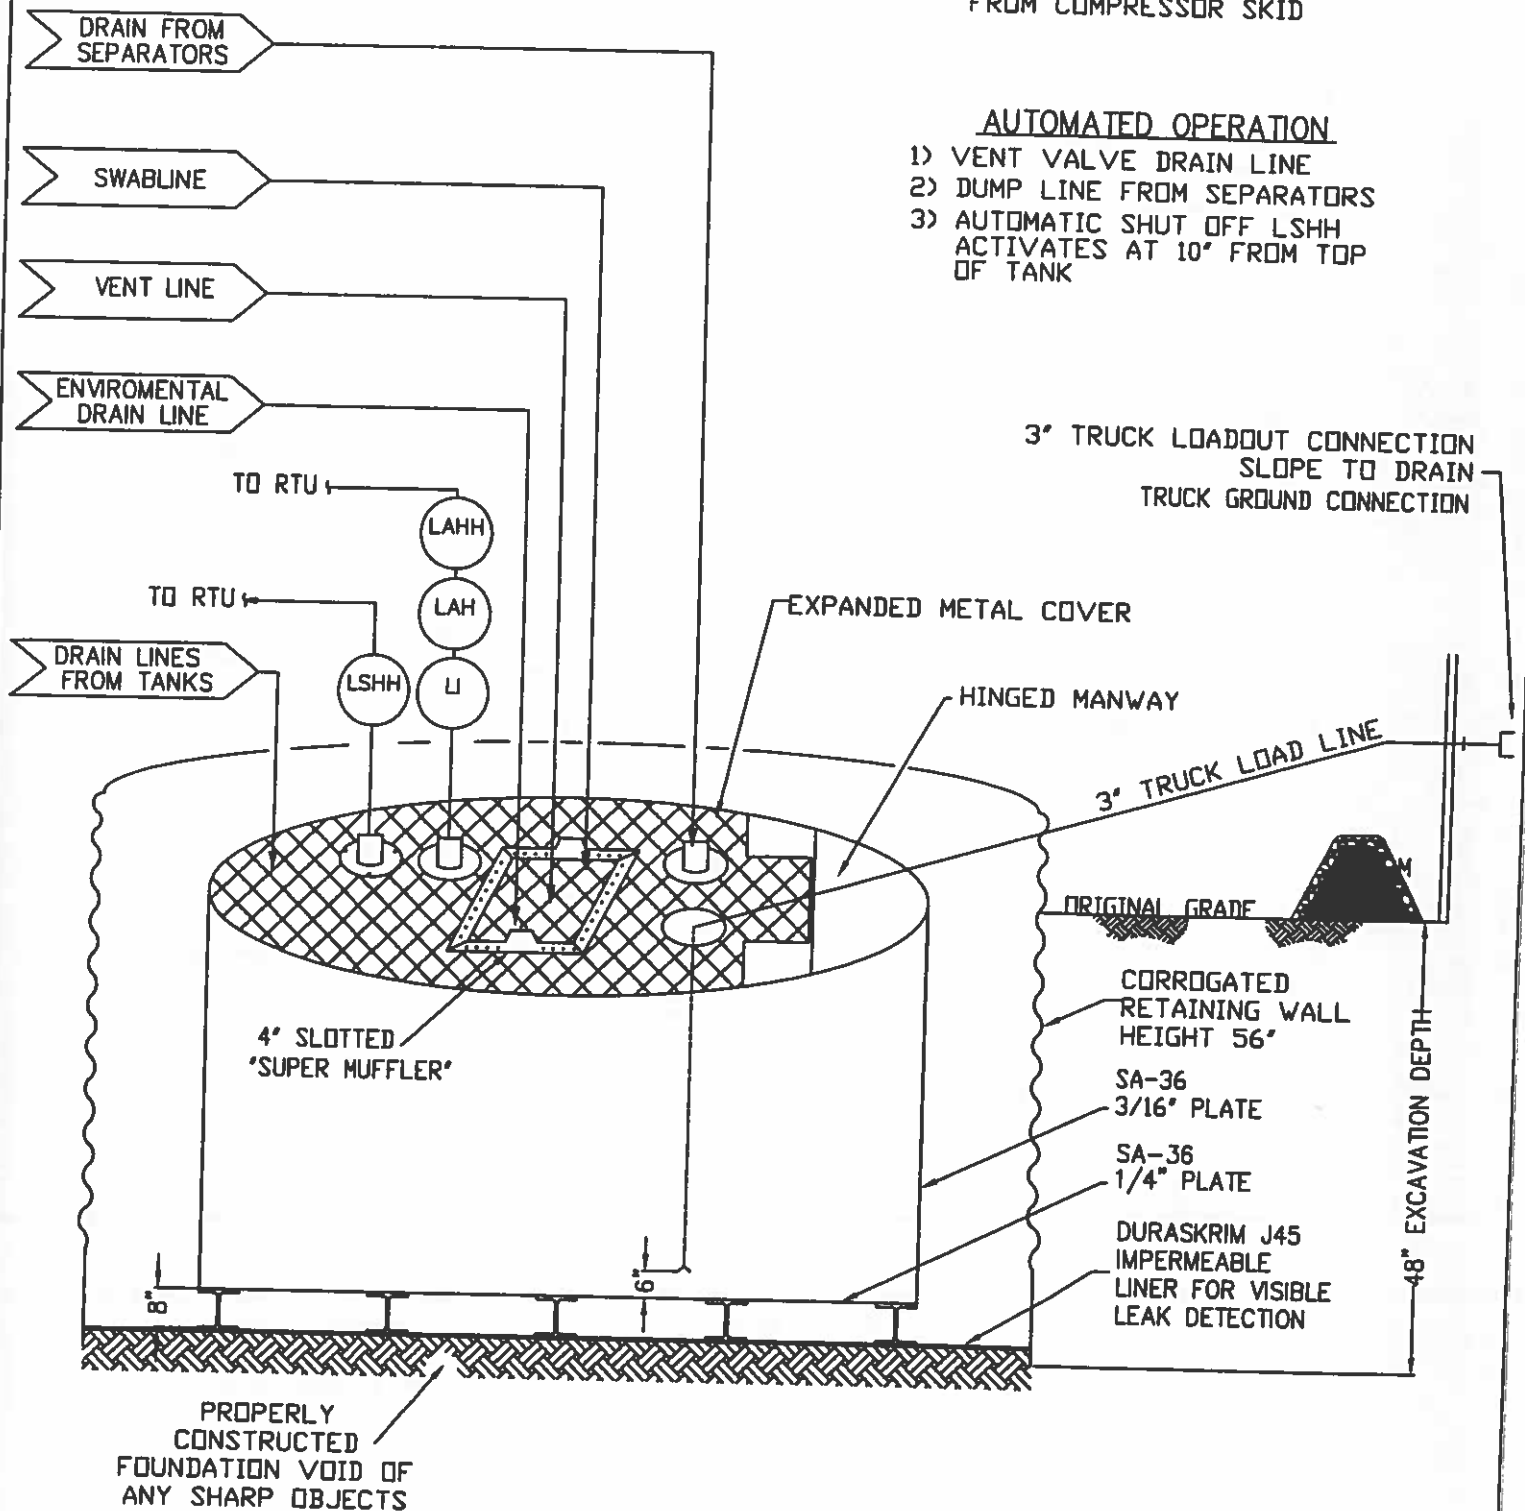 FROM COMPRESSOR SKID
DRAIN FROM
SEPARATORS
AUTOMATED OPERATION
1) VENT VALVE DRAIN LINE
2) DUMP LINE FROM SEPARATORS
3) AUTOMATIC SHUT OFF LSHH
ACTIVATES AT 10" FROM TOP
OF TANK
SWABLINE
VENT LINE
ENVIROMENTAL
DRAIN LINE
3" TRUCK LOADOUT CONNECTION
SLOPE TO DRAIN
TRUCK GROUND CONNECTION
TO RTU
LAHH
TO RTU
LAH
EXPANDED METAL COVER
DRAIN LINES
FROM TANKS
LSHH
LI
HINGED MANWAY
3" TRUCK LOAD LINE
M
ORIGINAL GRADE
CORROGATED
RETAINING WALL
HEIGHT 56"
4" SLOTTED
"SUPER MUFFLER"
SA-36
3/16" PLATE
SA-36
1/4" PLATE
48" EXCAVATION DEPTH
DURASKRIM J45
IMPERMEABLE
LINER FOR VISIBLE
LEAK DETECTION
8"
6"
PROPERLY
CONSTRUCTED
FOUNDATION VOID OF
ANY SHARP OBJECTS